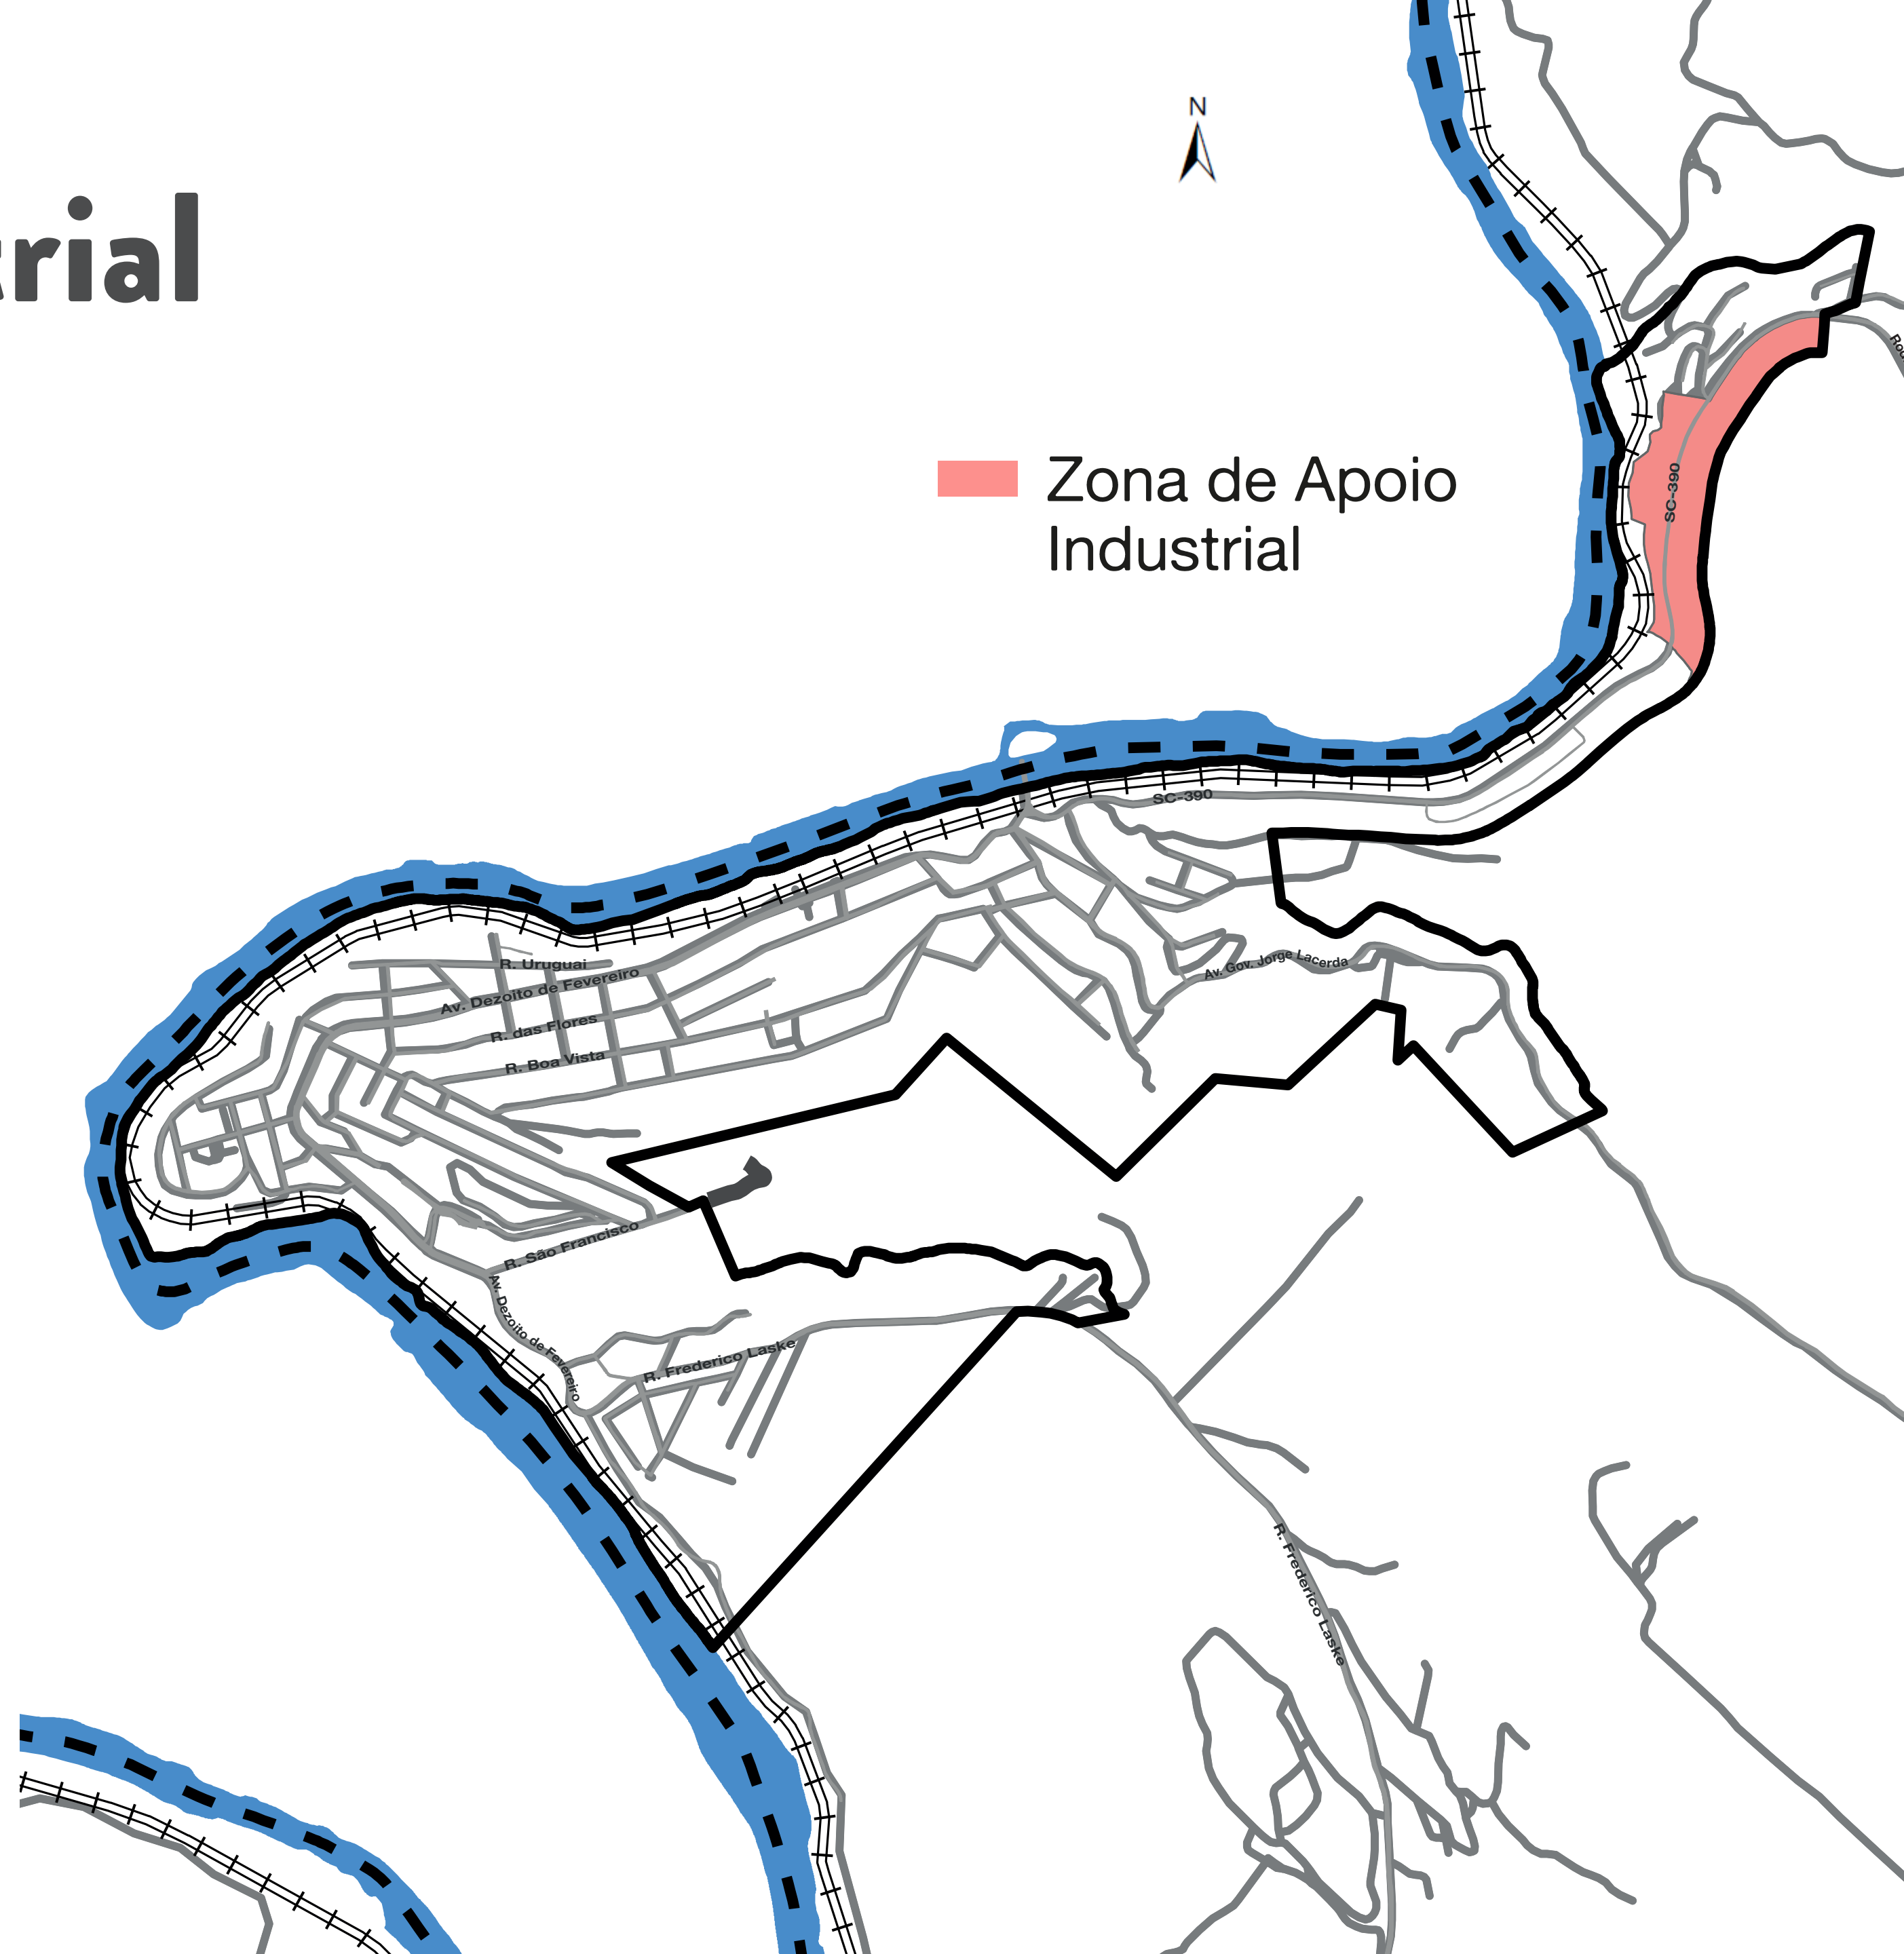 N
rial
Zona de Apoio
Industrial
SC-390
SC-390
Av. Gov. Jorge Lacerda
R. Uruguai
Av. Dezoito de Fevereiro
R. das Flores
R. Boa Vista
R. São Francisco
Av. Dezoito de Fevereiro
R. Frederico Laske
R. Frederico Laske